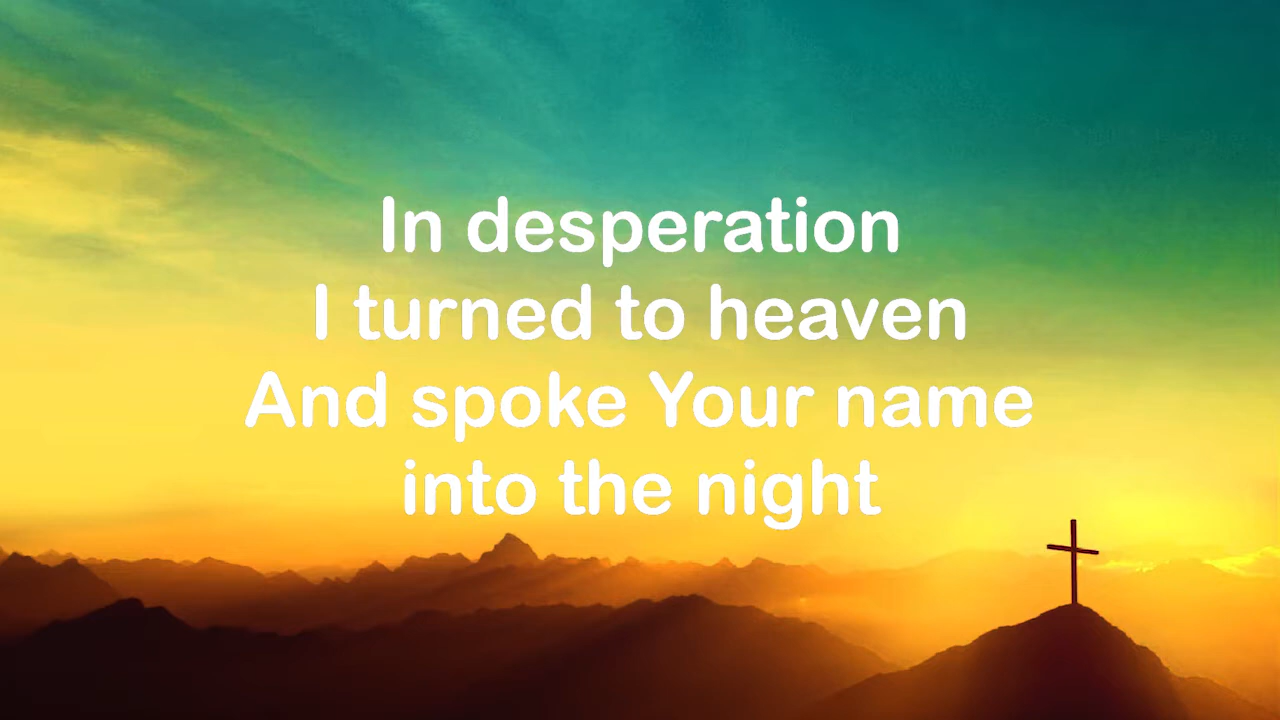 In desperation
I turned to heaven
And spoke Your name
into the night